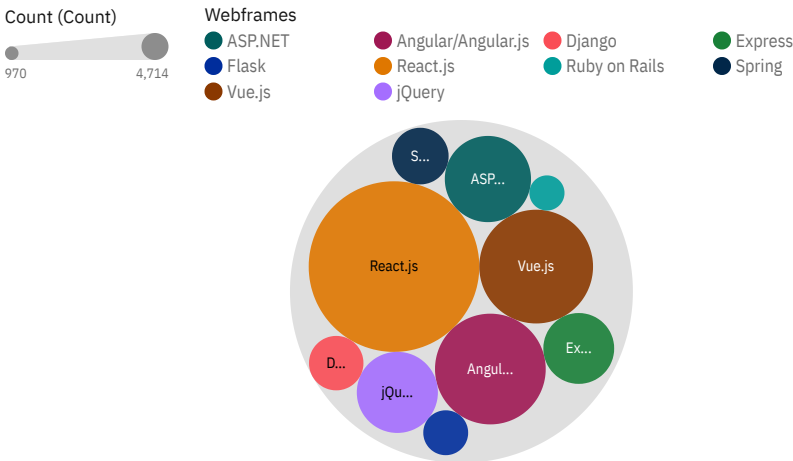 Count (Count)
970 4,714
Webframes
ASP.NET Angular/Angular.js Django Express
Flask React.js Ruby on Rails Spring
Vue.js jQuery
S...
ASP...
React.js
Vue.js
Ex...
D...
Angul...
jQu...